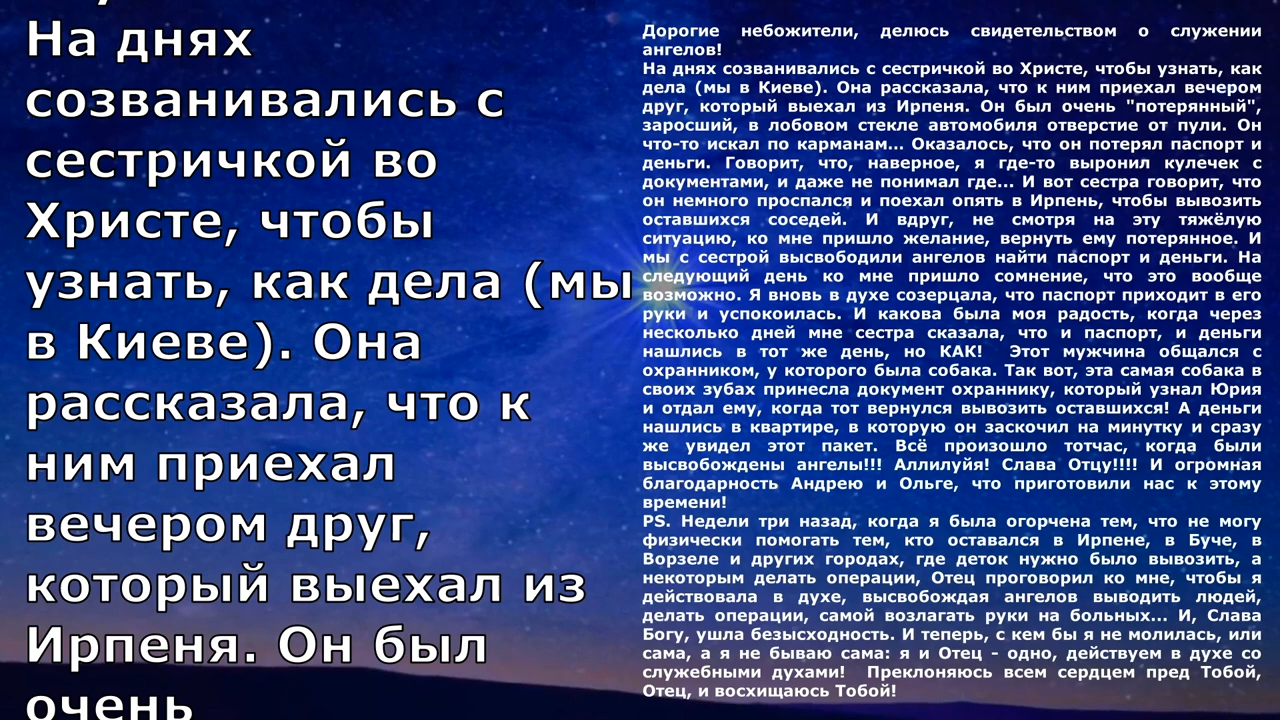 На днях
созванивались с
сестричкой во
Христе, чтобы
узнать, как дела (мы
в Киеве). Она
рассказала, что к
ним приехал
вечером друг,
который выехал из
Ирпеня. Он был
очень
Дорогие небожители, делюсь свидетельством о служении
ангелов!
На днях созванивались с сестричкой во Христе, чтобы узнать, как
дела (мы в Киеве). Она рассказала, что к ним приехал вечером
друг, который выехал из Ирпеня. Он был очень "потерянный",
заросший, в лобовом стекле автомобиля отверстие от пули. Он
что-то искал по карманам... Оказалось, что он потерял паспорт и
деньги. Говорит, что, наверное, я где-то выронил кулечек с
документами, и даже не понимал где... И вот сестра говорит, что
он немного проспался и поехал опять в Ирпень, чтобы вывозить
оставшихся соседей. И вдруг, не смотря на эту тяжёлую
ситуацию, ко мне пришло желание, вернуть ему потерянное. И
мы с сестрой высвободили ангелов найти паспорт и деньги. На
следующий день ко мне пришло сомнение, что это вообще
возможно. Я вновь в духе созерцала, что паспорт приходит в его
руки и успокоилась. И какова была моя радость, когда через
несколько дней мне сестра сказала, что и паспорт, и деньги
нашлись в тот же день, но КАК! Этот мужчина общался с
охранником, у которого была собака. Так вот, эта самая собака в
своих зубах принесла документ охраннику, который узнал Юрия
и отдал ему, когда тот вернулся вывозить оставшихся! А деньги
нашлись в квартире, в которую он заскочил на минутку и сразу
же увидел этот пакет. Всё произошло тотчас, когда были
высвобождены ангелы!!! Аллилуйя! Слава Отцу!!!! И огромная
благодарность Андрею и Ольге, что приготовили нас к этому
времени!
PS. Недели три назад, когда я была огорчена тем, что не могу
физически помогать тем, кто оставался в Ирпене, в Буче, в
Ворзеле и других городах, где деток нужно было вывозить, а
некоторым делать операции, Отец проговорил ко мне, чтобы я
действовала в духе, высвобождая ангелов выводить людей,
делать операции, самой возлагать руки на больных... И, Слава
Богу, ушла безысходность. И теперь, с кем бы я не молилась, или
сама, а я не бываю сама: я и Отец - одно, действуем в духе со
служебными духами! Преклоняюсь всем сердцем пред Тобой,
Отец, и восхищаюсь Тобой!